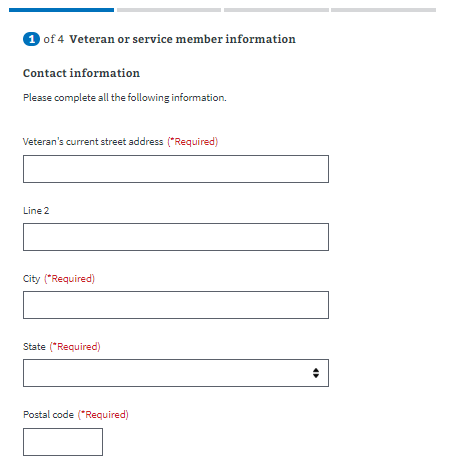 1 of 4 Veteran or service member information
Contact information
Please complete all the following information.
Veteran's current street address (*Required)
Line 2
City (*Required)
State (*Required)
Postal code (*Required)